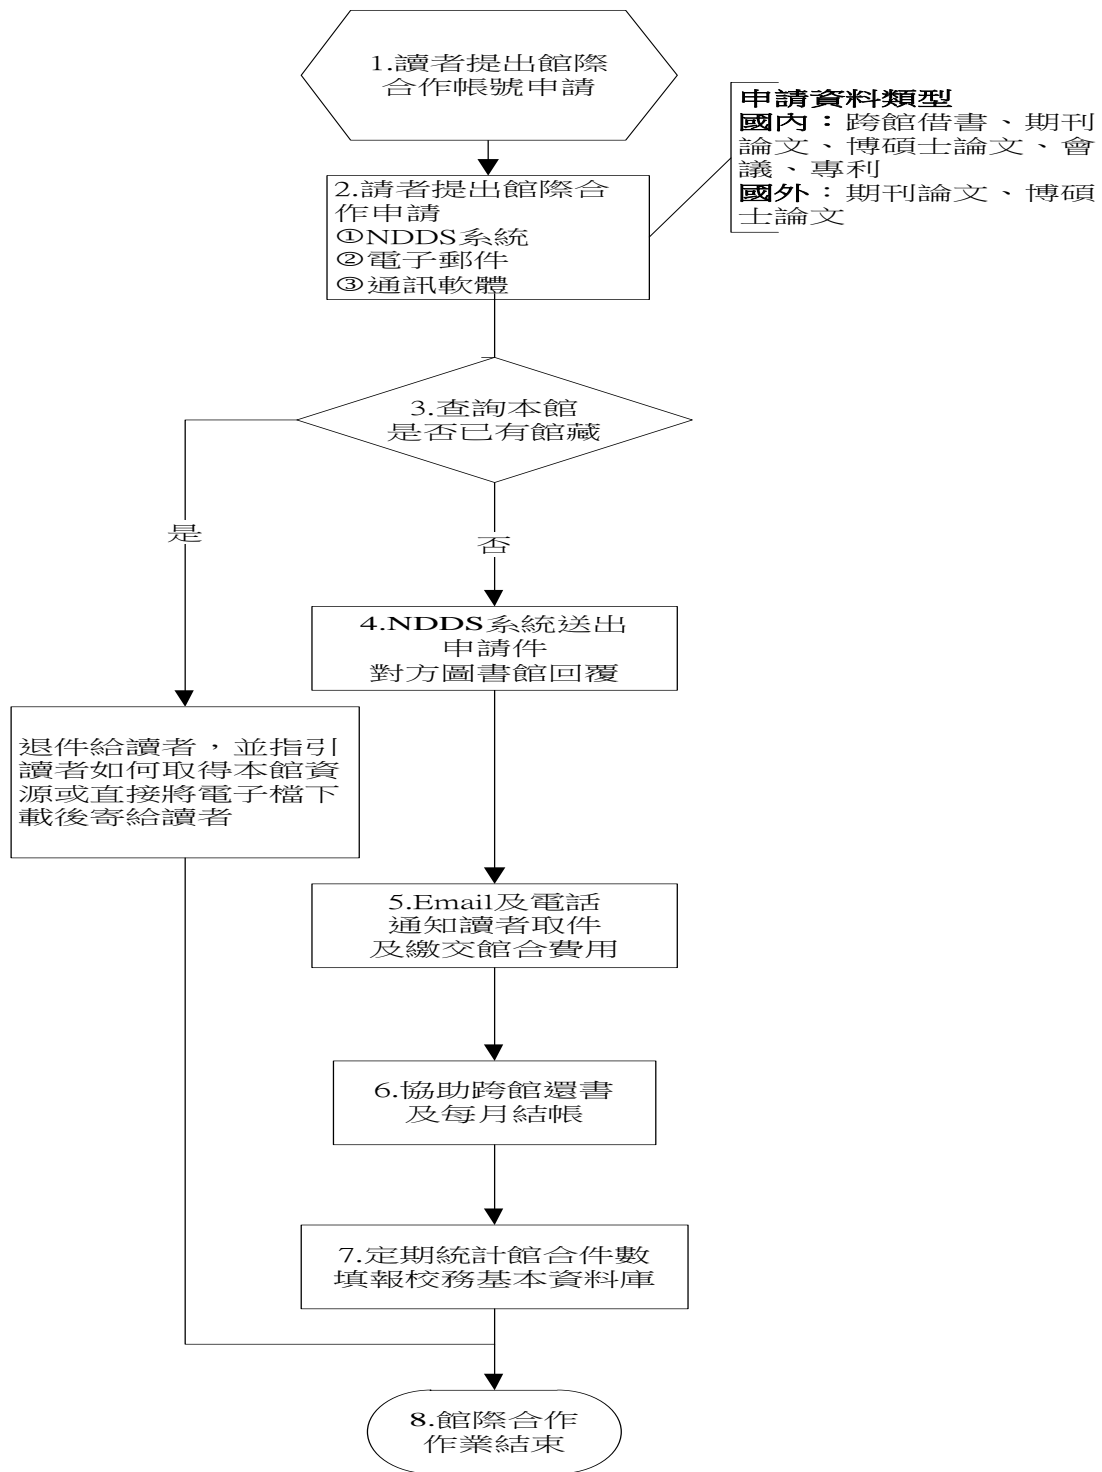 1.讀者提出館際
合作帳號申請
申請資料類型
國內：跨館借書、期刊
論文、博碩士論文、會
議、專利
國外：期刊論文、博碩
士論文
2.請者提出館際合
作申請
①NDDS系統
②電子郵件
③通訊軟體
3.查詢本館
是否已有館藏
是
否
4.NDDS系統送出
申請件
對方圖書館回覆
退件給讀者，並指引
讀者如何取得本館資
源或直接將電子檔下
載後寄給讀者
5.Email及電話
通知讀者取件
及繳交館合費用
6.協助跨館還書
及每月結帳
7.定期統計館合件數
填報校務基本資料庫
8.館際合作
作業結束